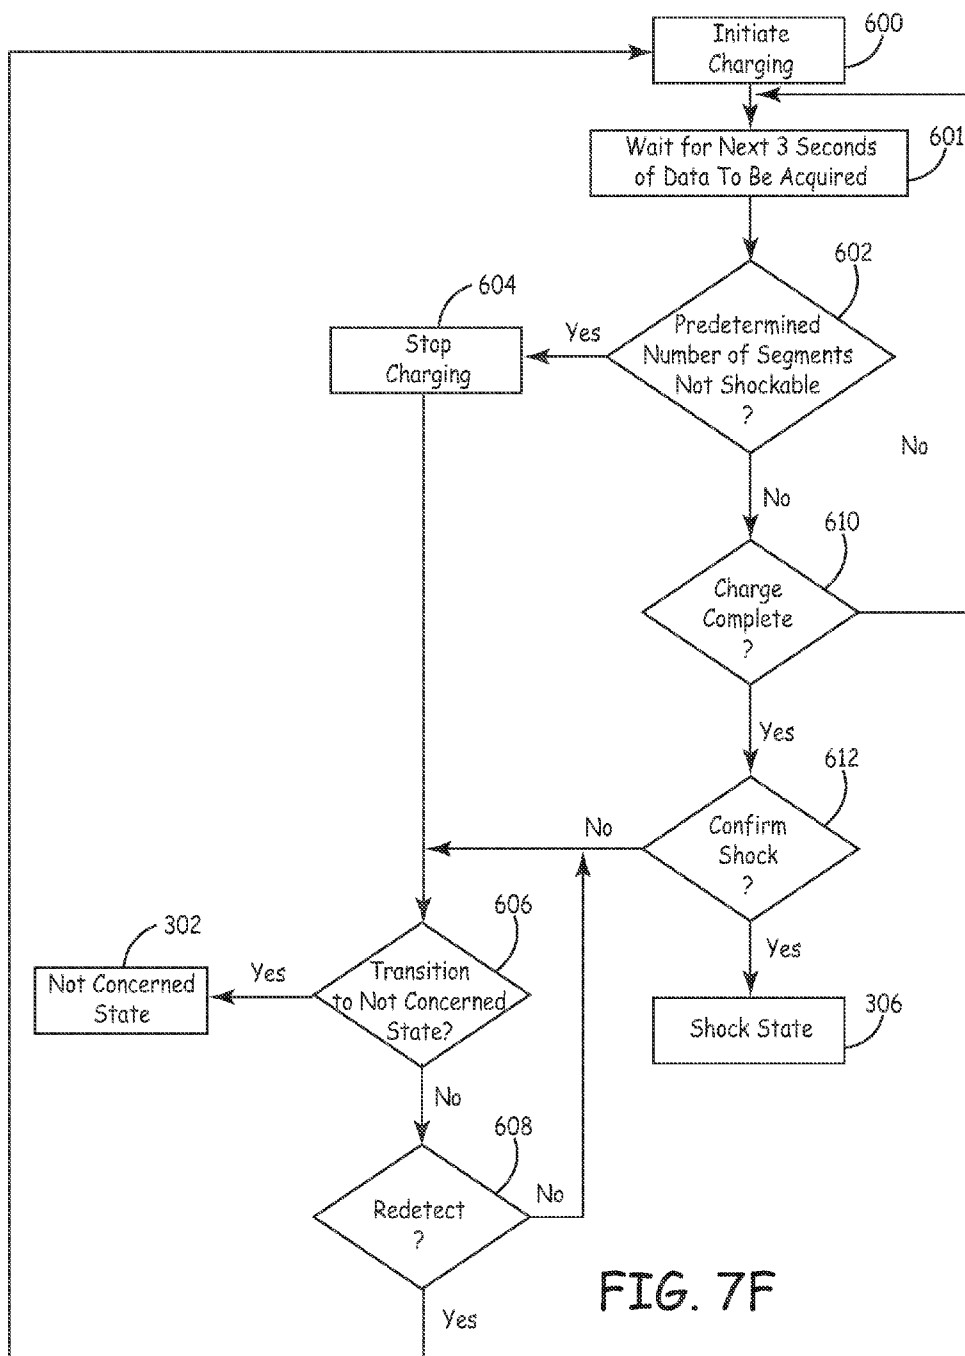 Initiate
Charging
600
Wait for Next 3 Seconds
of Data To Be Acquired
601
602
Predetermined
Number of Segments
Not Shockable
?
Yes
604
Stop
Charging
No
No
610
Charge
Complete
?
Yes
612
Confirm
Shock
?
No
Yes
306
Shock State
606
Transition
to Not Concerned
State?
Yes
302
Not Concerned
State
No
608
Redetect
?
No
Yes
FIG. 7F